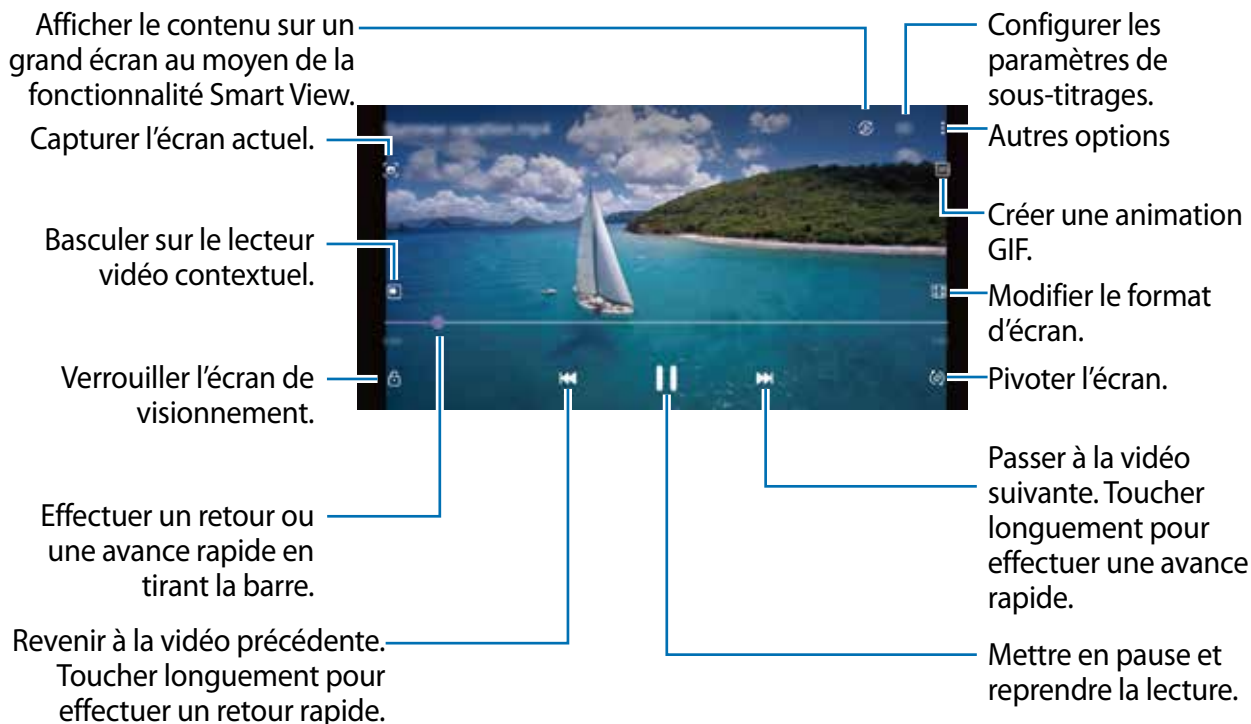 Afficher le contenu sur un
grand écran au moyen de la
fonctionnalité Smart View.
Capturer l’écran actuel.
Basculer sur le lecteur
vidéo contextuel.
Verrouiller l’écran de
visionnement.
Effectuer un retour ou
une avance rapide en
tirant la barre.
Revenir à la vidéo précédente.
Toucher longuement pour
effectuer un retour rapide.
Configurer les
paramètres de
sous-titrages.
Autres options
Créer une animation
GIF.
Modifier le format
d’écran.
Pivoter l’écran.
Passer à la vidéo
suivante. Toucher
longuement pour
effectuer une avance
rapide.
Mettre en pause et
reprendre la lecture.